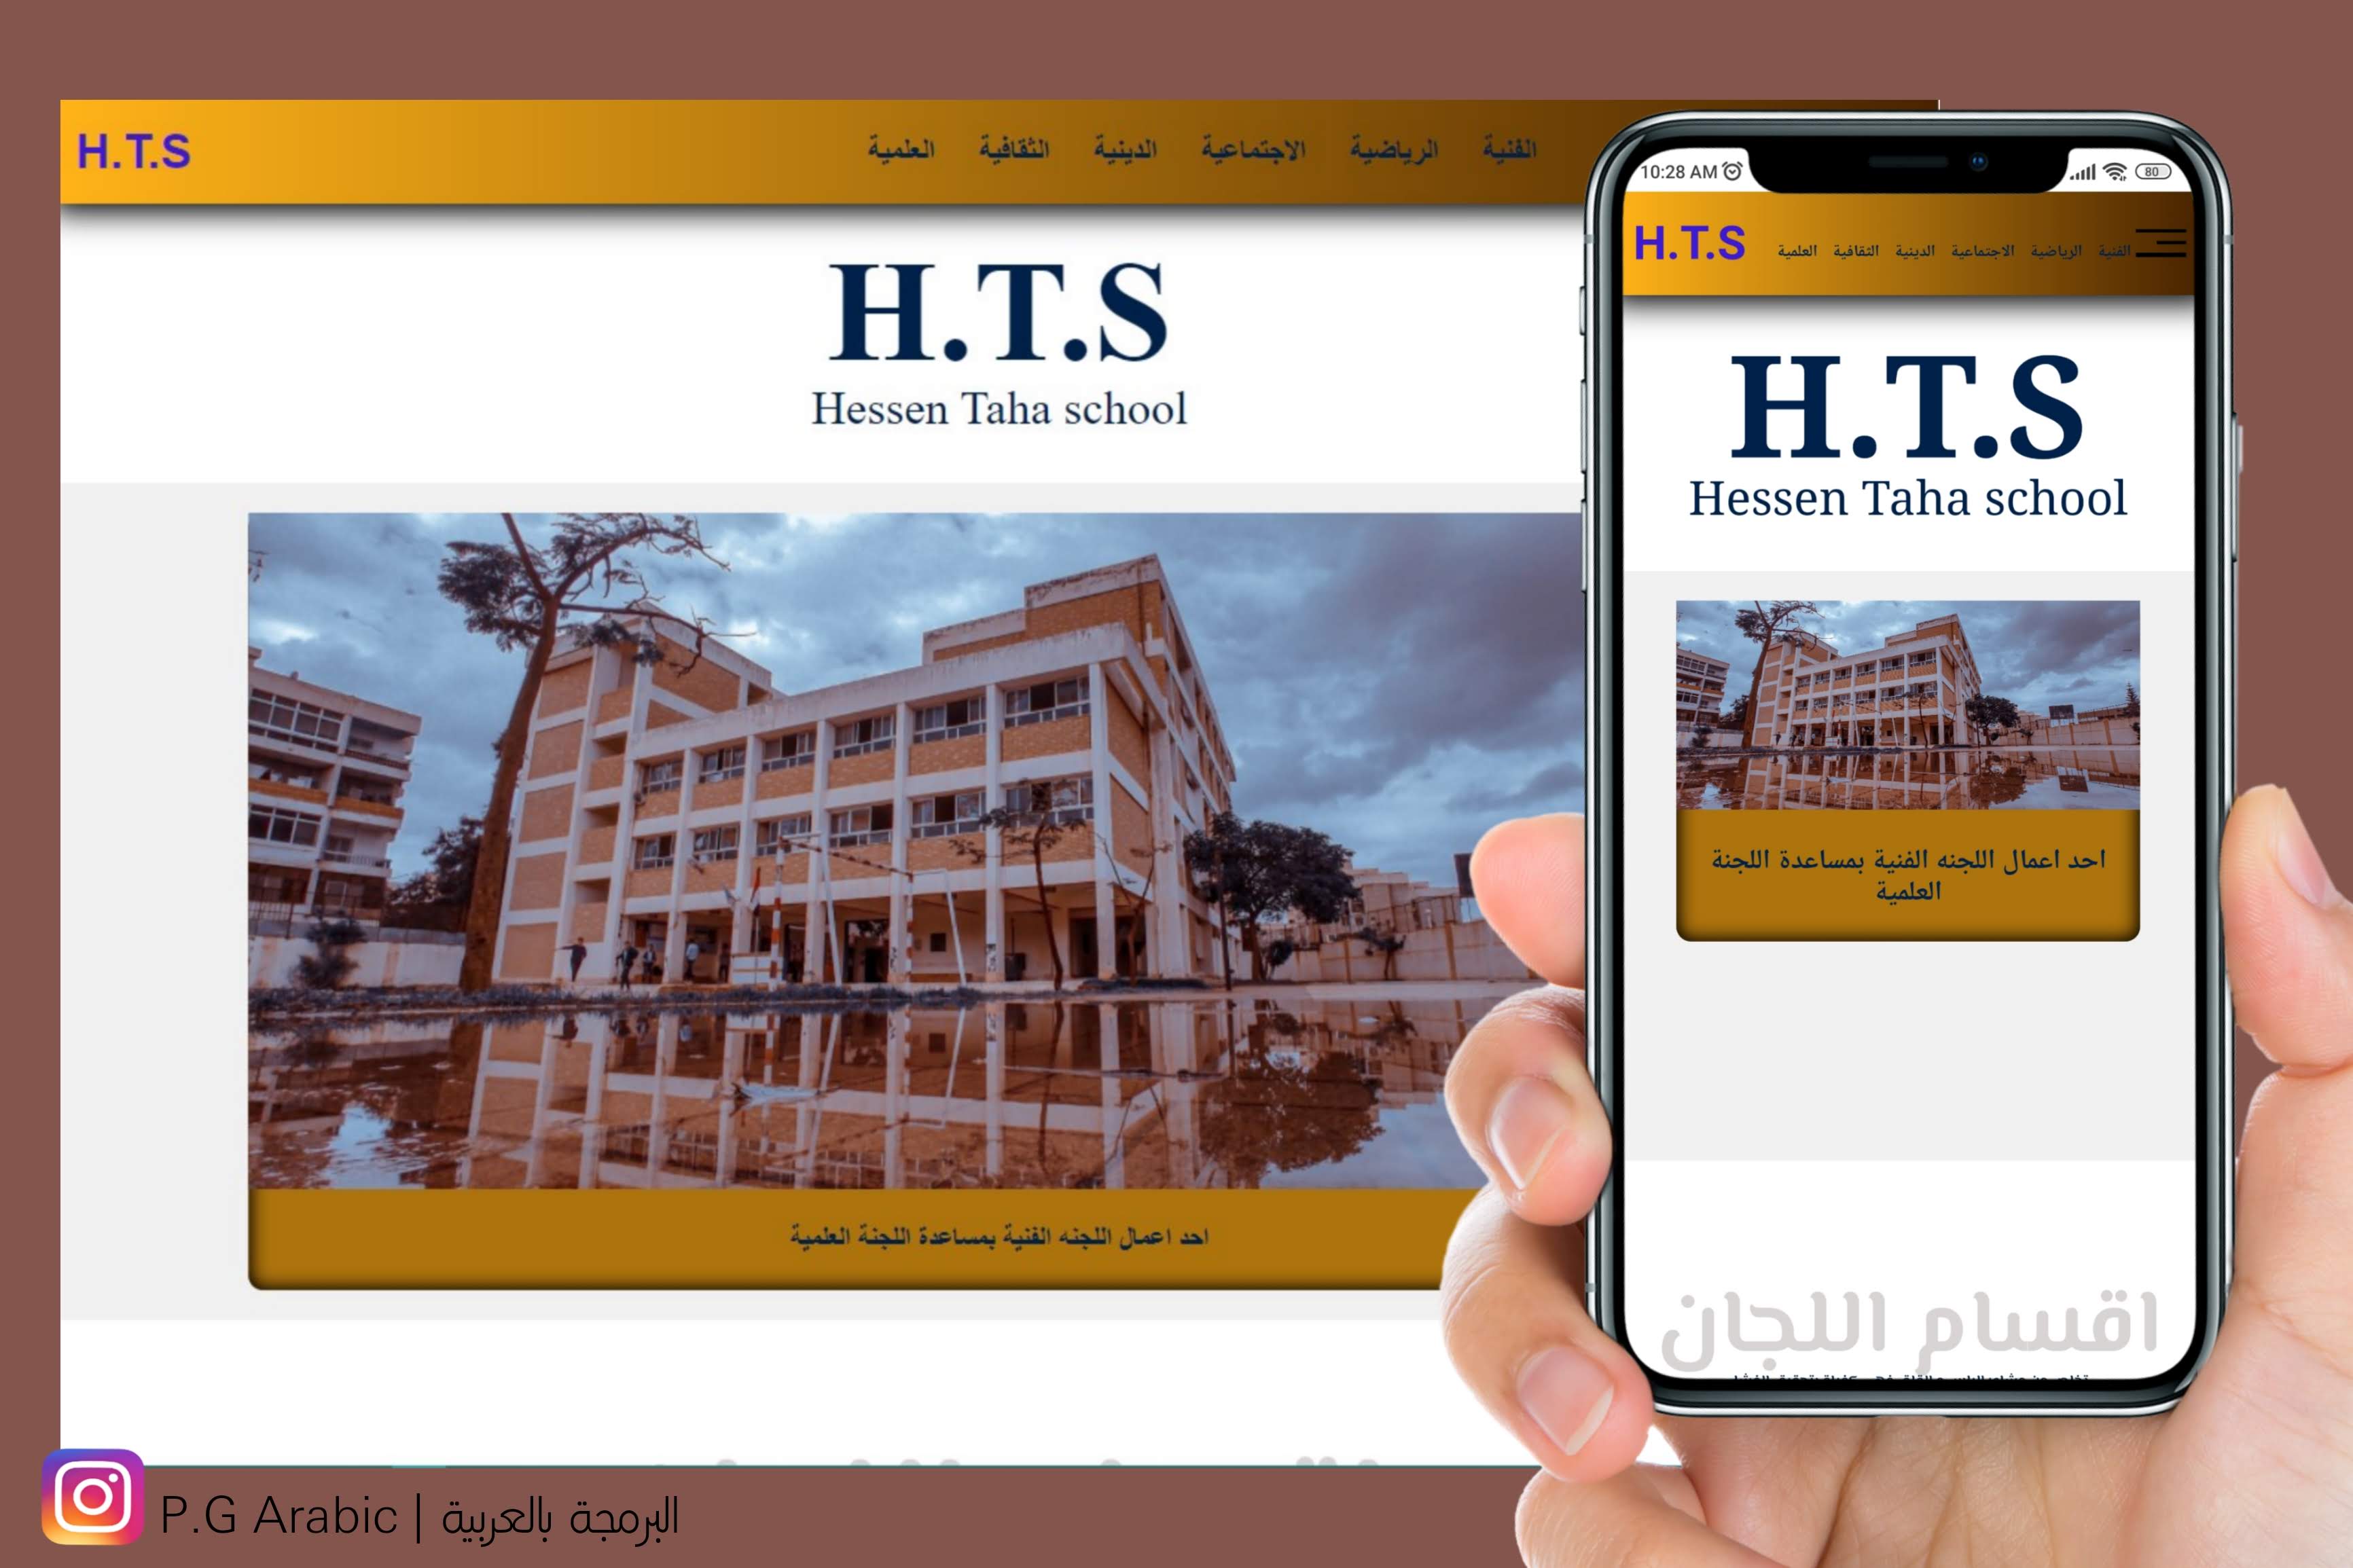 H.T.S
الفنية الرياضية الاجتماعية الدينية الثقافية العلمية
H.T.S
Hessen Taha school
احد اعمال اللجنه الفنية بمساعدة اللجنة العلمية
10:28 AM
80
H.T.S
الفنية الرياضية الاجتماعية الدينية الثقافية العلمية
H.T.S
Hessen Taha school
احد اعمال اللجنه الفنية بمساعدة اللجنة
العلمية
اقسام اللجان
P.G Arabic | البرمجة بالعربية